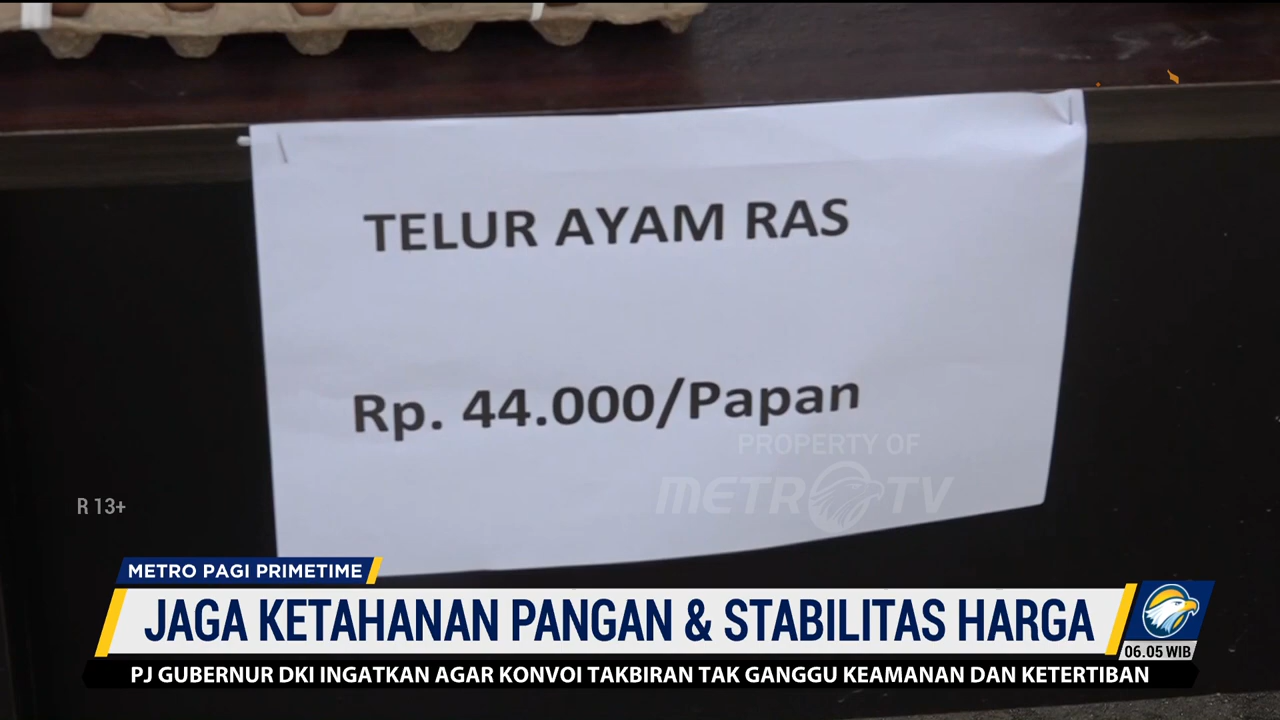 TELUR AYAM RAS
Rp. 44.000/Papan
PROPERTY OF
METRO TV
R 13+
METRO PAGI PRIMETIME
JAGA KETAHANAN PANGAN & STABILITAS HARGA
06.05 WIB
PJ GUBERNUR DKI INGATKAN AGAR KONVOI TAKBIRAN TAK GANGGU KEAMANAN DAN KETERTIBAN